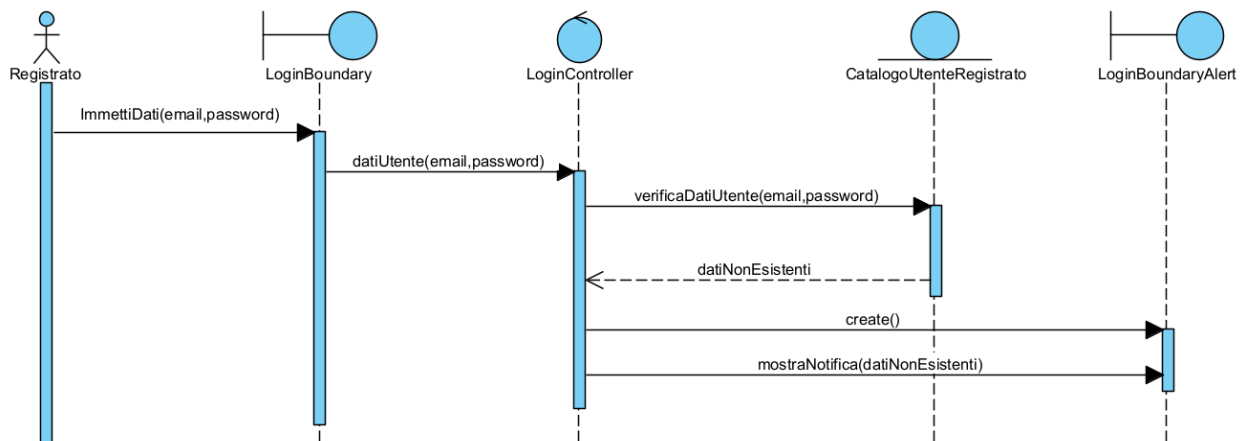 Registrato
LoginBoundary
LoginController
CatalogoUtenteRegistrato
LoginBoundaryAlert
ImmettiDati(email,password)
datiUtente(email,password)
verificaDatiUtente(email,password)
datiNonEsistenti
create()
mostraNotifica(datiNonEsistenti)